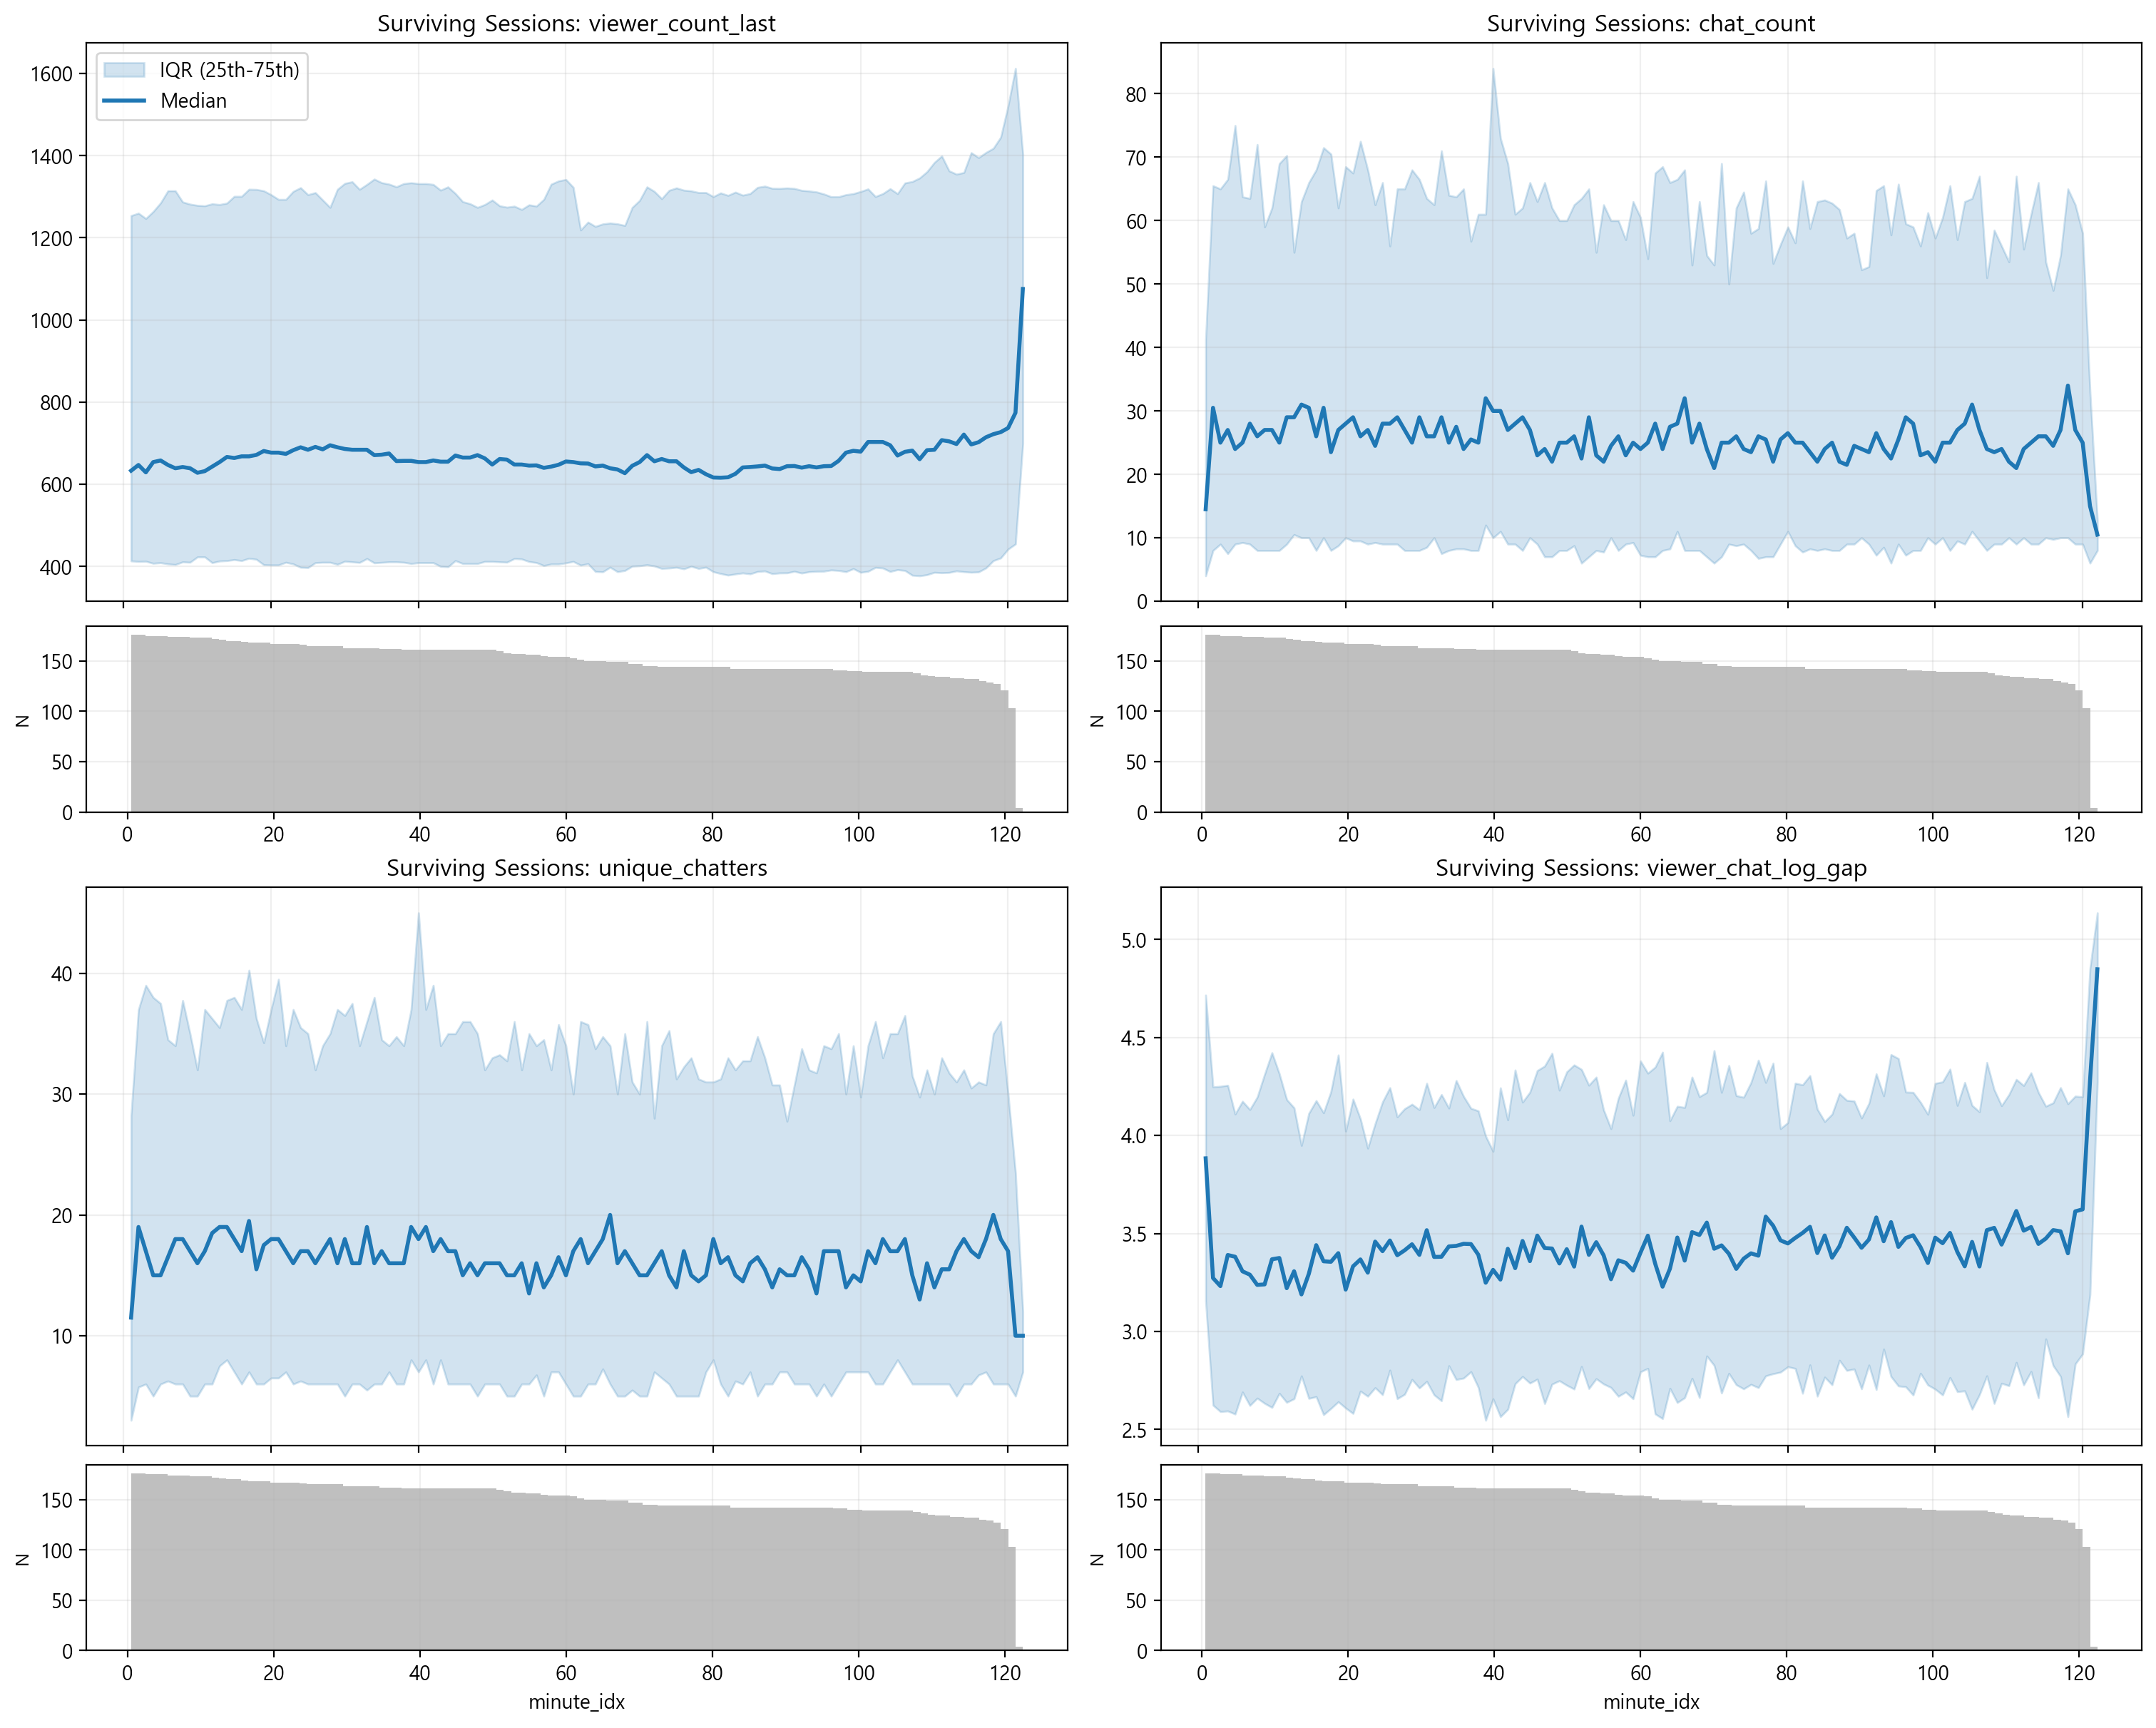 Surviving Sessions: viewer_count_last
IQR (25th-75th)
Median
1600
1400
1200
1000
800
600
400
N
150
100
50
0
0 20 40 60 80 100 120
Surviving Sessions: chat_count
80
70
60
50
40
30
20
10
0
N
150
100
50
0
0 20 40 60 80 100 120
Surviving Sessions: unique_chatters
40
30
20
10
N
150
100
50
0
0 20 40 60 80 100 120
minute_idx
Surviving Sessions: viewer_chat_log_gap
5.0
4.5
4.0
3.5
3.0
2.5
N
150
100
50
0
0 20 40 60 80 100 120
minute_idx